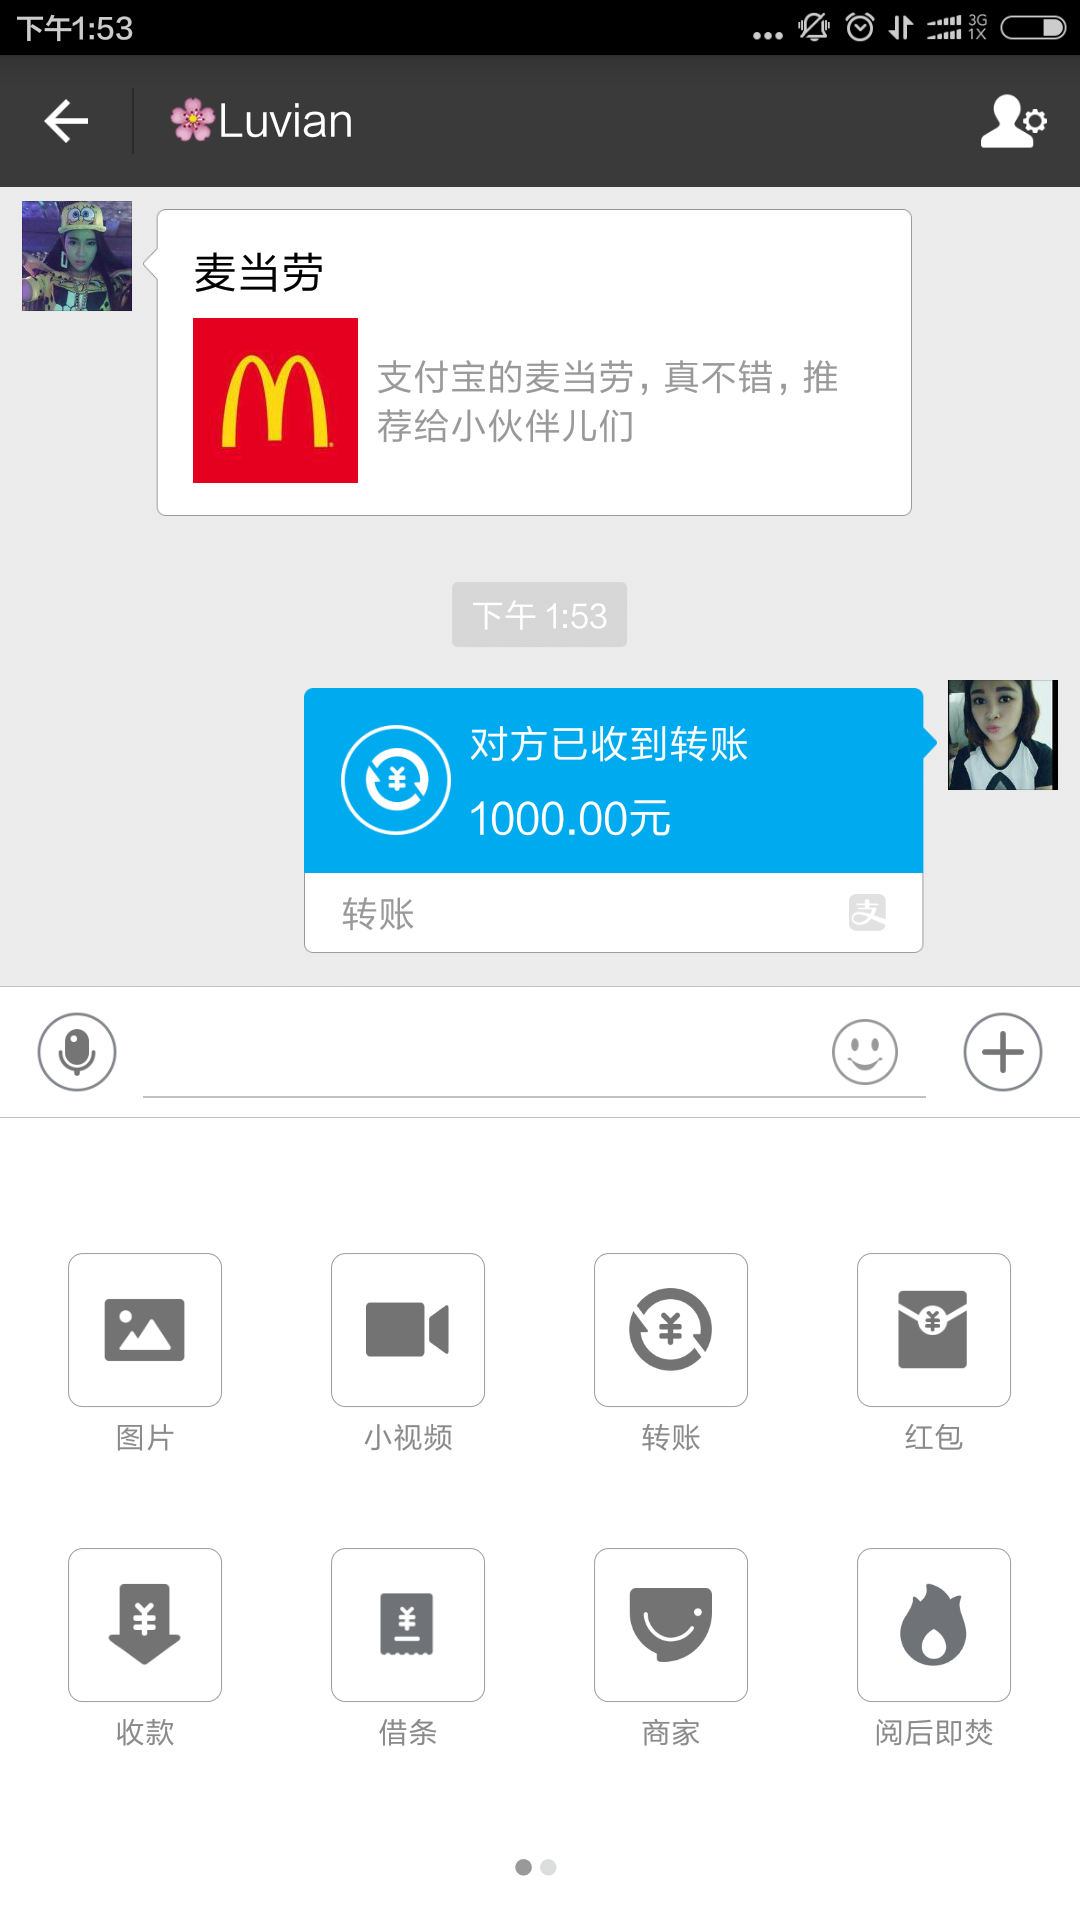 下午1:53
3G
1X
🌸Luvian
麦当劳
支付宝的麦当劳，真不错，推
荐给小伙伴儿们
下午 1:53
对方已收到转账
1000.00元
转账
支
图片
小视频
转账
红包
收款
借条
商家
阅后即焚